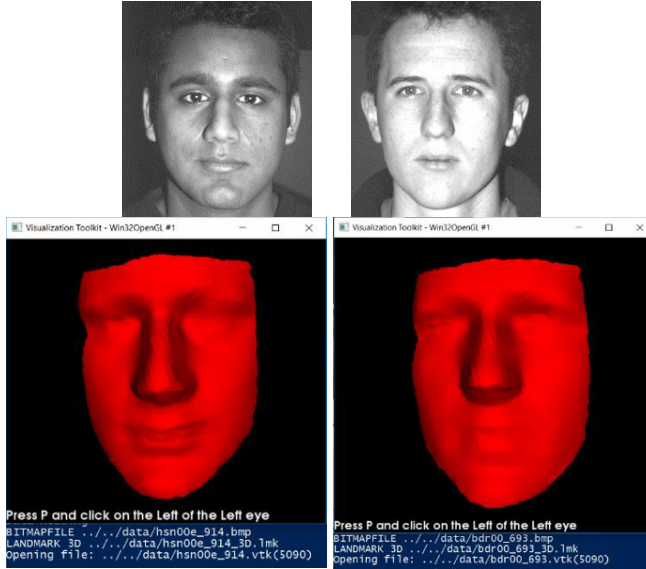 Visualization Toolkit - Win32OpenGL #1
Press P and click on the Left of the Left eye
BITMAPFILE ../../data/hsn00e_914.bmp
LANDMARK 3D ../../data/hsn00e_914_3D.lmk
Opening file: ../../data/hsn00e_914.vtk(5090)
Visualization Toolkit - Win32OpenGL #1
Press P and click on the Left of the Left eye
BITMAPFILE ../../data/bdr00_693.bmp
LANDMARK 3D ../../data/bdr00_693_3D.lmk
Opening file: ../../data/bdr00_693.vtk(5090)